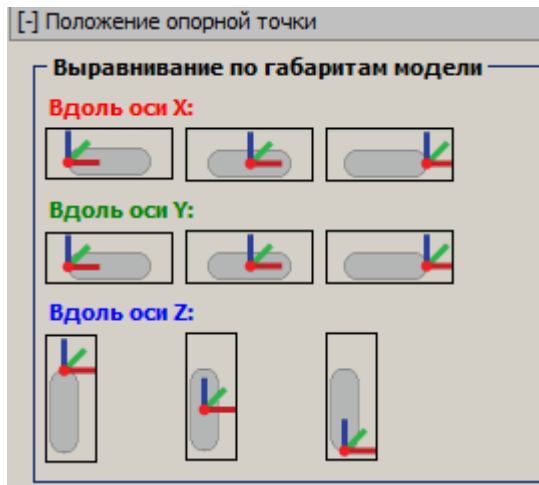 [-] Положение опорной точки
Выравнивание по габаритам модели
Вдоль оси X:
Вдоль оси Y:
Вдоль оси Z: